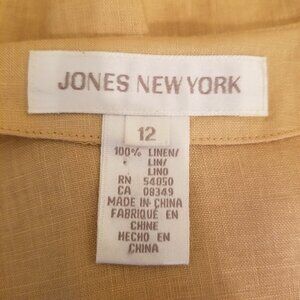 JONES NEW YORK
12
100% LINEN/
LIN/
LINO
RN 54050
CA 08349
MADE IN CHINA
FABRIQUÉ EN
CHINE
HECHO EN
CHINA